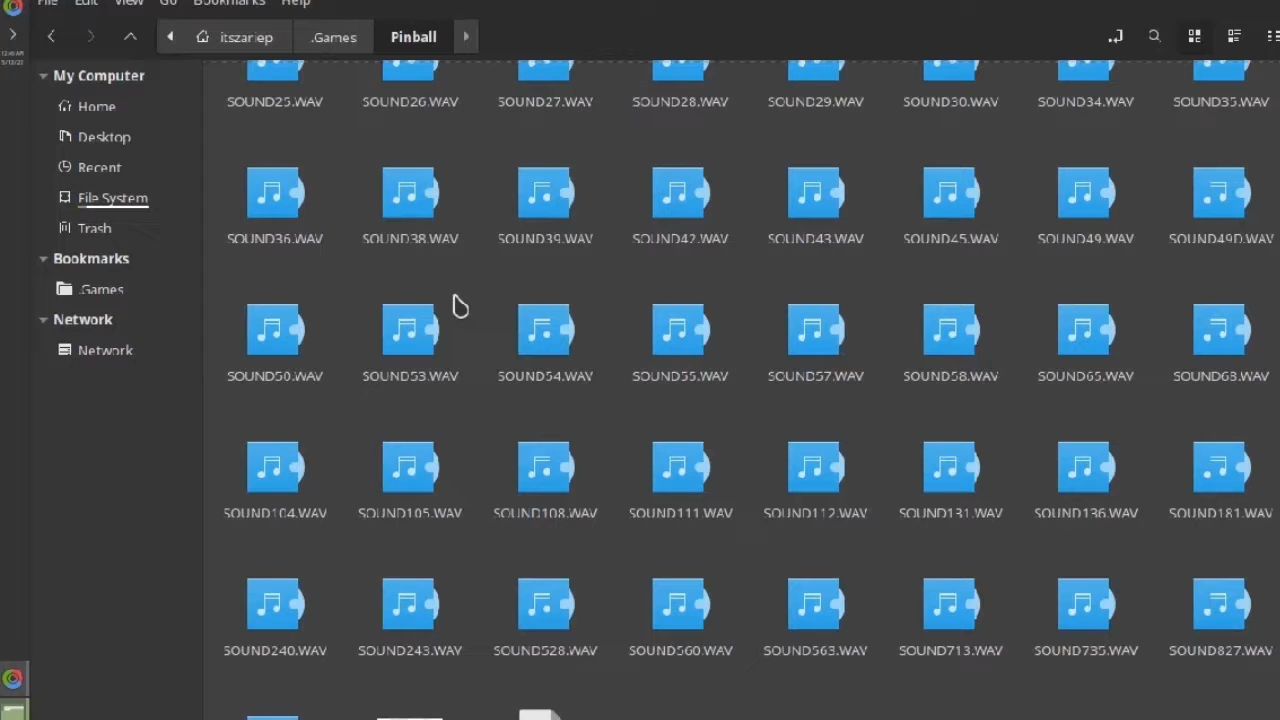 File Edit View Go Bookmarks Help
itszariep .Games Pinball
My Computer
Home
Desktop
Recent
File System
Trash
Bookmarks
.Games
Network
Network
SOUND25.WAV SOUND26.WAV SOUND27.WAV SOUND28.WAV SOUND29.WAV SOUND30.WAV SOUND34.WAV SOUND35.WAV
SOUND36.WAV SOUND38.WAV SOUND39.WAV SOUND42.WAV SOUND43.WAV SOUND45.WAV SOUND49.WAV SOUND49D.WAV
SOUND50.WAV SOUND53.WAV SOUND54.WAV SOUND55.WAV SOUND57.WAV SOUND58.WAV SOUND65.WAV SOUND68.WAV
SOUND104.WAV SOUND105.WAV SOUND108.WAV SOUND111.WAV SOUND112.WAV SOUND131.WAV SOUND136.WAV SOUND181.WAV
SOUND240.WAV SOUND243.WAV SOUND528.WAV SOUND560.WAV SOUND563.WAV SOUND713.WAV SOUND735.WAV SOUND827.WAV